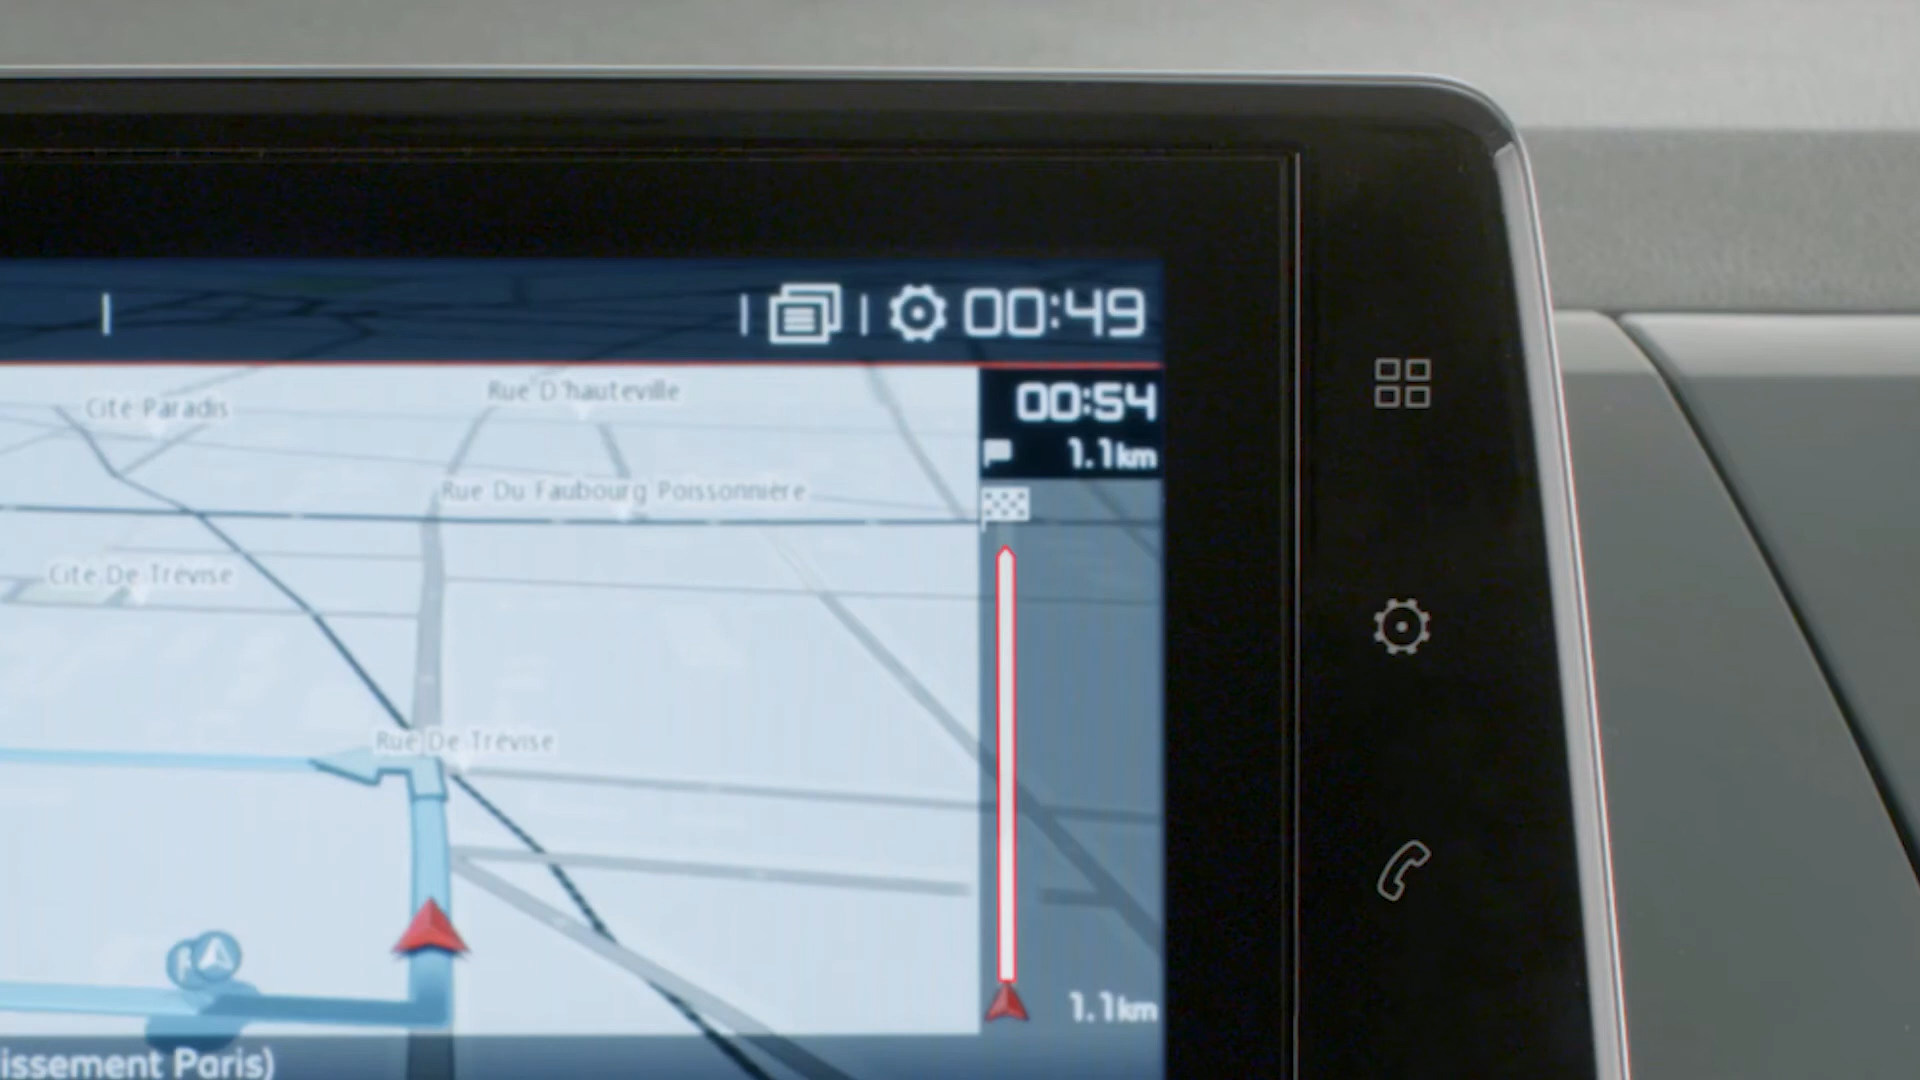 00:49
00:54
1.1km
Rue D'hauteville
Cité Paradis
Rue Du Faubourg Poissonnière
Cité De Trévise
Rue De Trévise
1.1km
issement Paris)